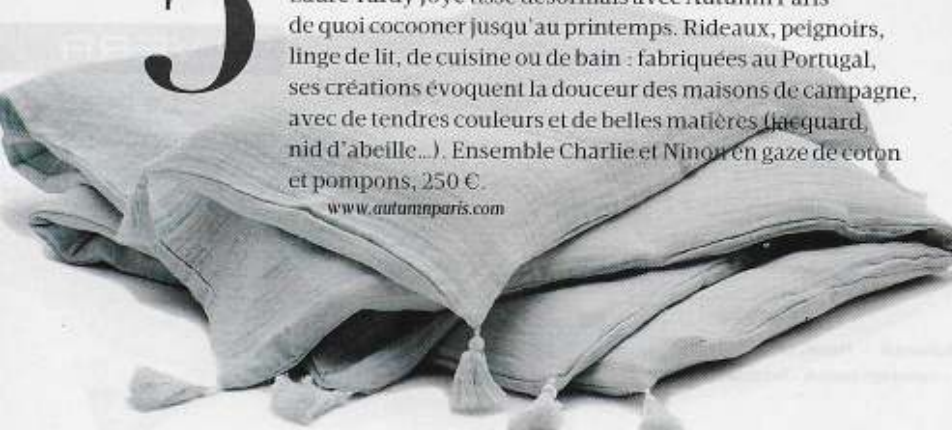 5
de quoi cocooner jusqu'au printemps. Rideaux, peignoirs,
linge de lit, de cuisine ou de bain : fabriquées au Portugal,
ses créations évoquent la douceur des maisons de campagne,
avec de tendres couleurs et de belles matières (jacquard,
nid d'abeille...). Ensemble Charlie et Ninon en gaze de coton
et pompons, 250 €.
www.autumnparis.com